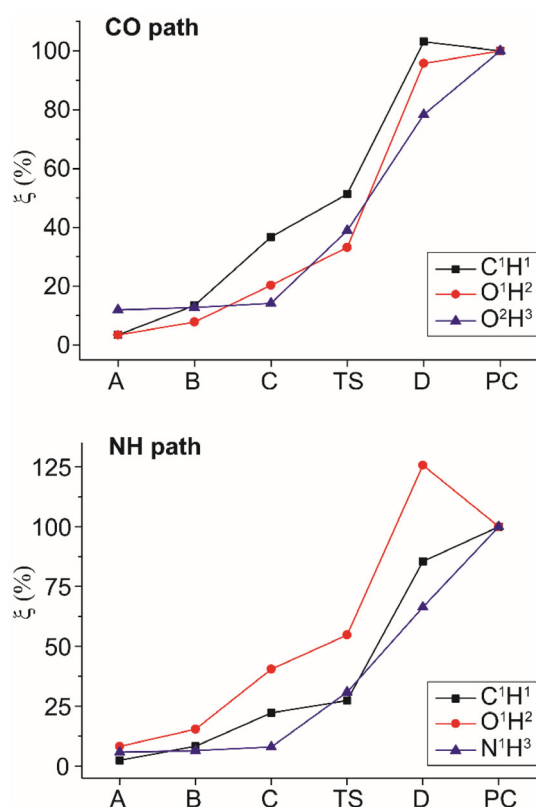 CO path
100
80
60
40
20
0
ξ (%)
C¹H¹
O¹H²
O²H³
A B C TS D PC
NH path
125
100
75
50
25
0
ξ (%)
C¹H¹
O¹H²
N¹H³
A B C TS D PC